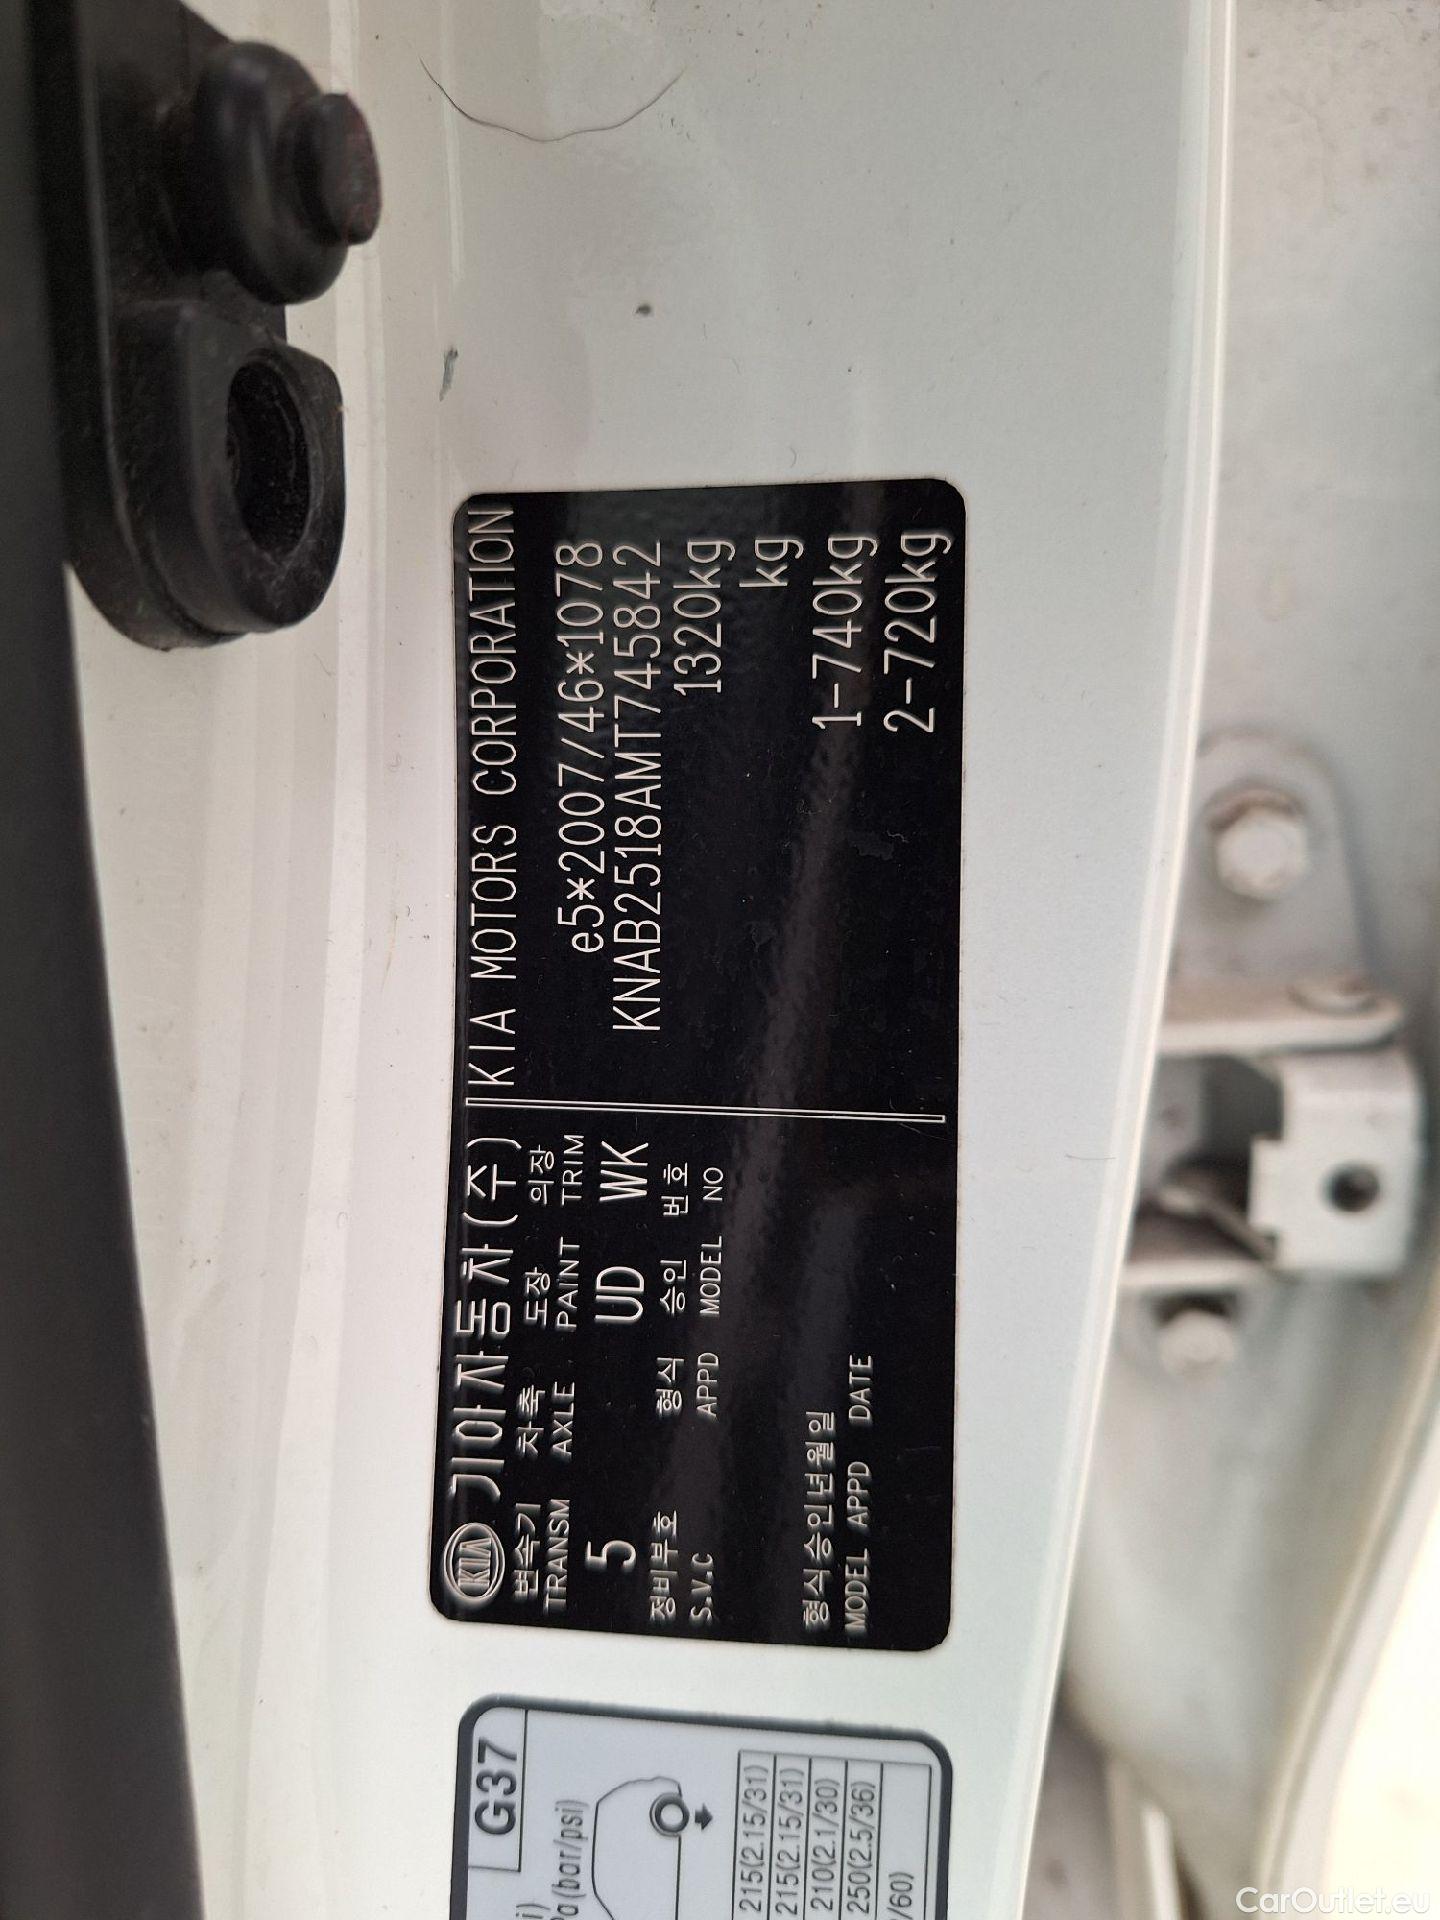 KIA 기아자동차(주) KIA MOTORS CORPORATION
변속기 차축 도장 의장
TRANSM AXLE PAINT TRIM
5 UD WK
정비부호 형식 승인 번호
S.V.C APPD MODEL NO
형식승인년월일
MODEL APPD DATE
e5*2007/46*1078
KNAB2518AMT745842
1320kg
kg
1-740kg
2-720kg
G37
(bar/psi)
215(2.15/31)
215(2.15/31)
210(2.1/30)
250(2.5/36)
/60)
CarOutlet.eu